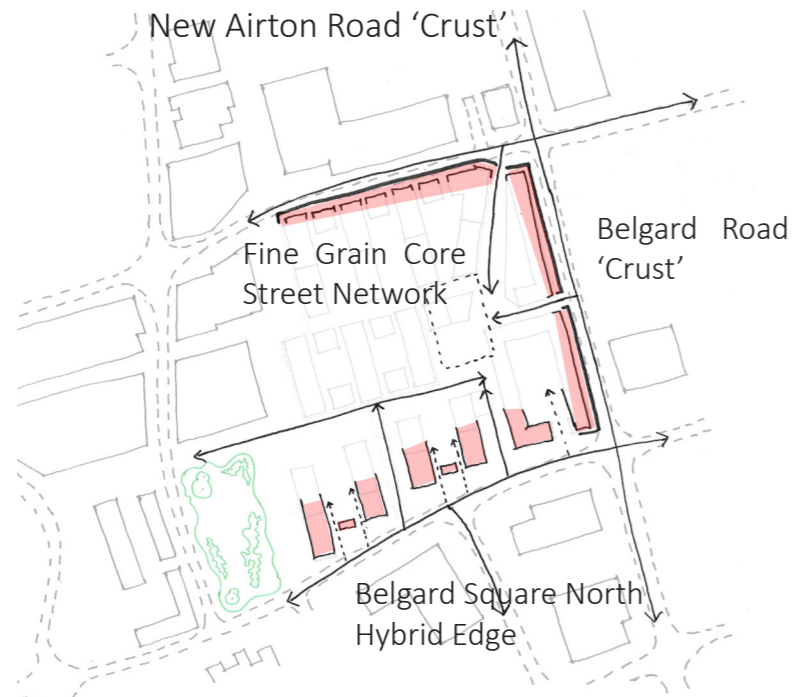 New Airton Road ‘Crust’
Belgard Road
‘Crust’
Fine Grain Core
Street Network
Belgard Square North
Hybrid Edge